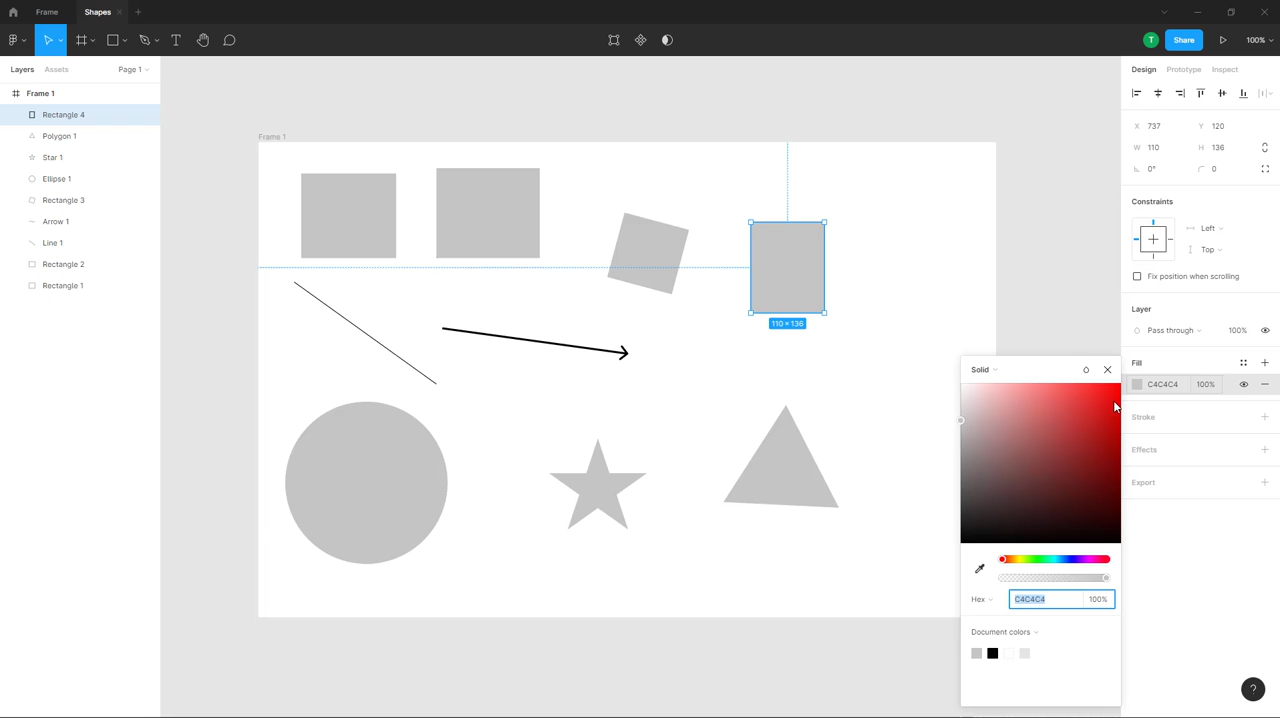 Frame
Shapes
Share
100%
Layers
Assets
Page 1
Design
Prototype
Inspect
Frame 1
Rectangle 4
Polygon 1
Star 1
Ellipse 1
Rectangle 3
Arrow 1
Line 1
Rectangle 2
Rectangle 1
Frame 1
110 × 136
X 737
Y 120
W 110
H 136
0°
0
Constraints
Left
Top
Fix position when scrolling
Layer
Pass through
100%
Fill
C4C4C4
100%
Stroke
Effects
Export
Solid
Hex
C4C4C4
100%
Document colors
T
?